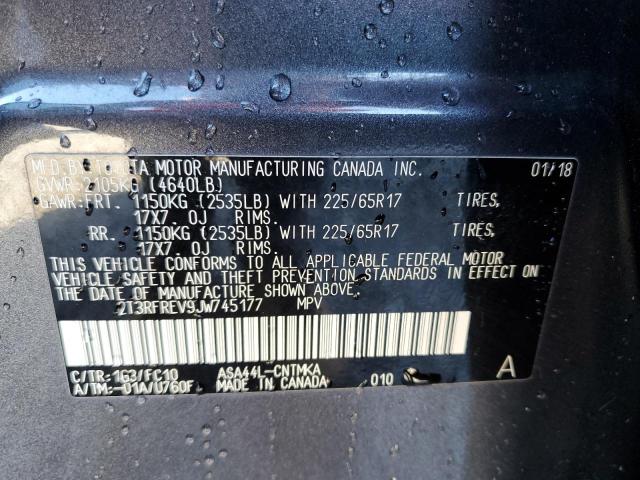 MFD.BY:TOYOTA MOTOR MANUFACTURING CANADA INC. 01/18
GVWR:2105KG (4640LB)
GAWR:FRT. 1150KG (2535LB) WITH 225/65R17 TIRES,
17X7. 0J RIMS.
RR. 1150KG (2535LB) WITH 225/65R17 TIRES,
17X7. 0J RIMS.
THIS VEHICLE CONFORMS TO ALL APPLICABLE FEDERAL MOTOR
VEHICLE SAFETY AND THEFT PREVENTION STANDARDS IN EFFECT ON
THE DATE OF MANUFACTURE SHOWN ABOVE.
2T3RFREV9JW745177 MPV
C/TR:1G3/FC10 ASA44L-CNTMKA
A/TM:-01A/U760F MADE IN CANADA 010 A